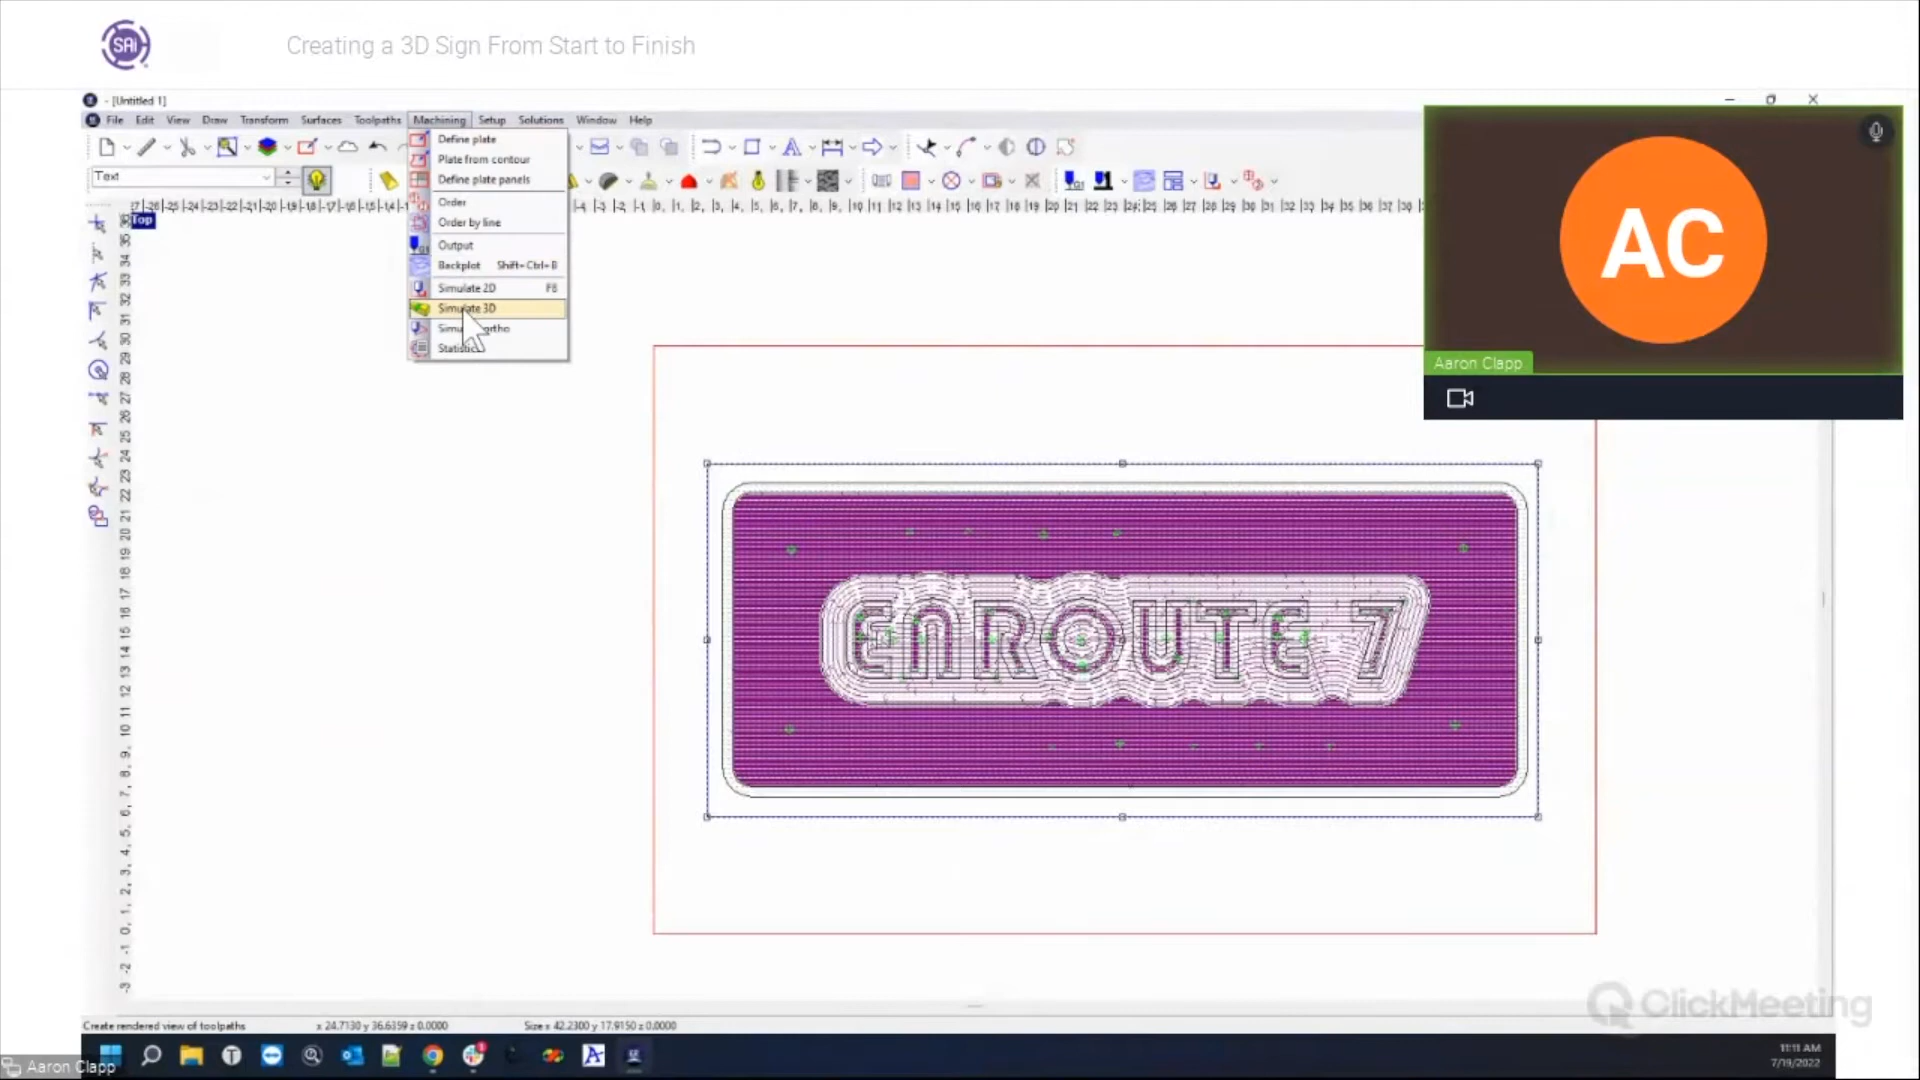 SAi
Creating a 3D Sign From Start to Finish
- [Untitled 1]
File Edit View Draw Transform Surfaces Toolpaths Machining Setup Solutions Window Help
Define plate
Plate from contour
Define plate panels
Order
Order by line
Output
Backplot Shift+Ctrl+B
Simulate 2D F8
Simulate 3D
Text
Top
AC
Aaron Clapp
ENROUTE 7
ClickMeeting
Create rendered view of toolpaths x 24.7130 y 36.6359 z 0.0000 Size x 42.2300 y 17.9150 z 0.0000
Aaron Clapp
11:11 AM
7/19/2022